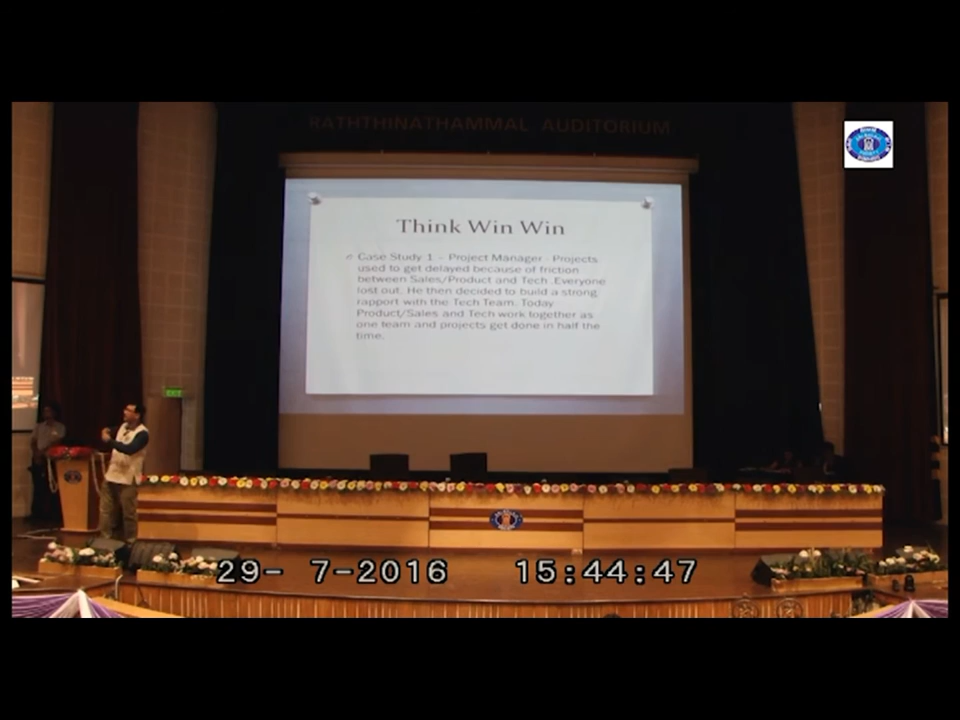 RATHTHINATHAMMAL AUDITORIUM
Think Win Win
Case Study 1 – Project Manager - Projects
used to get delayed because of friction
between Sales/Product and Tech .Everyone
lost out. He then decided to build a strong
rapport with the Tech Team. Today
Product/Sales and Tech work together as
one team and projects get done in half the
time.
EXIT
29- 7-2016 15:44:47